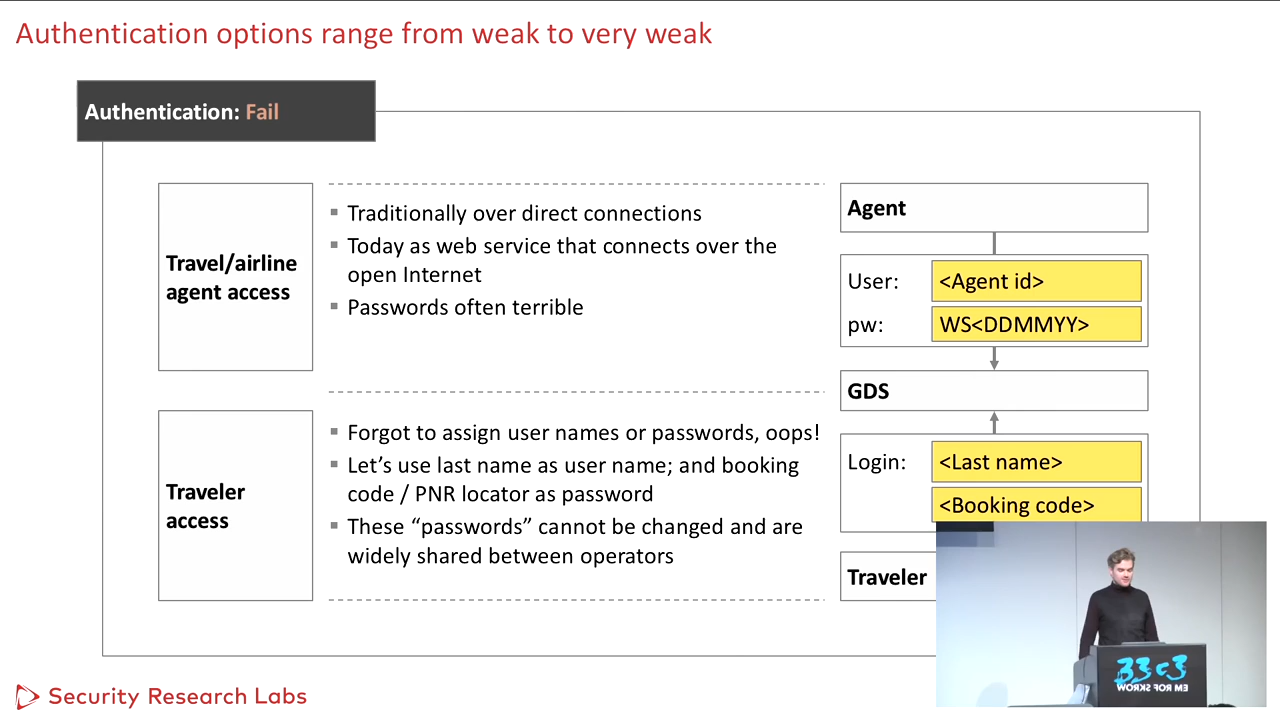 Authentication options range from weak to very weak
Authentication: Fail
Travel/airline
agent access
▪ Traditionally over direct connections
▪ Today as web service that connects over the
open Internet
▪ Passwords often terrible
Agent
User: <Agent id>
pw: WS<DDMMYY>
GDS
Traveler
access
▪ Forgot to assign user names or passwords, oops!
▪ Let's use last name as user name; and booking
code / PNR locator as password
▪ These “passwords” cannot be changed and are
widely shared between operators
Login: <Last name>
<Booking code>
Traveler
33c3
WORKS FOR ME
Security Research Labs